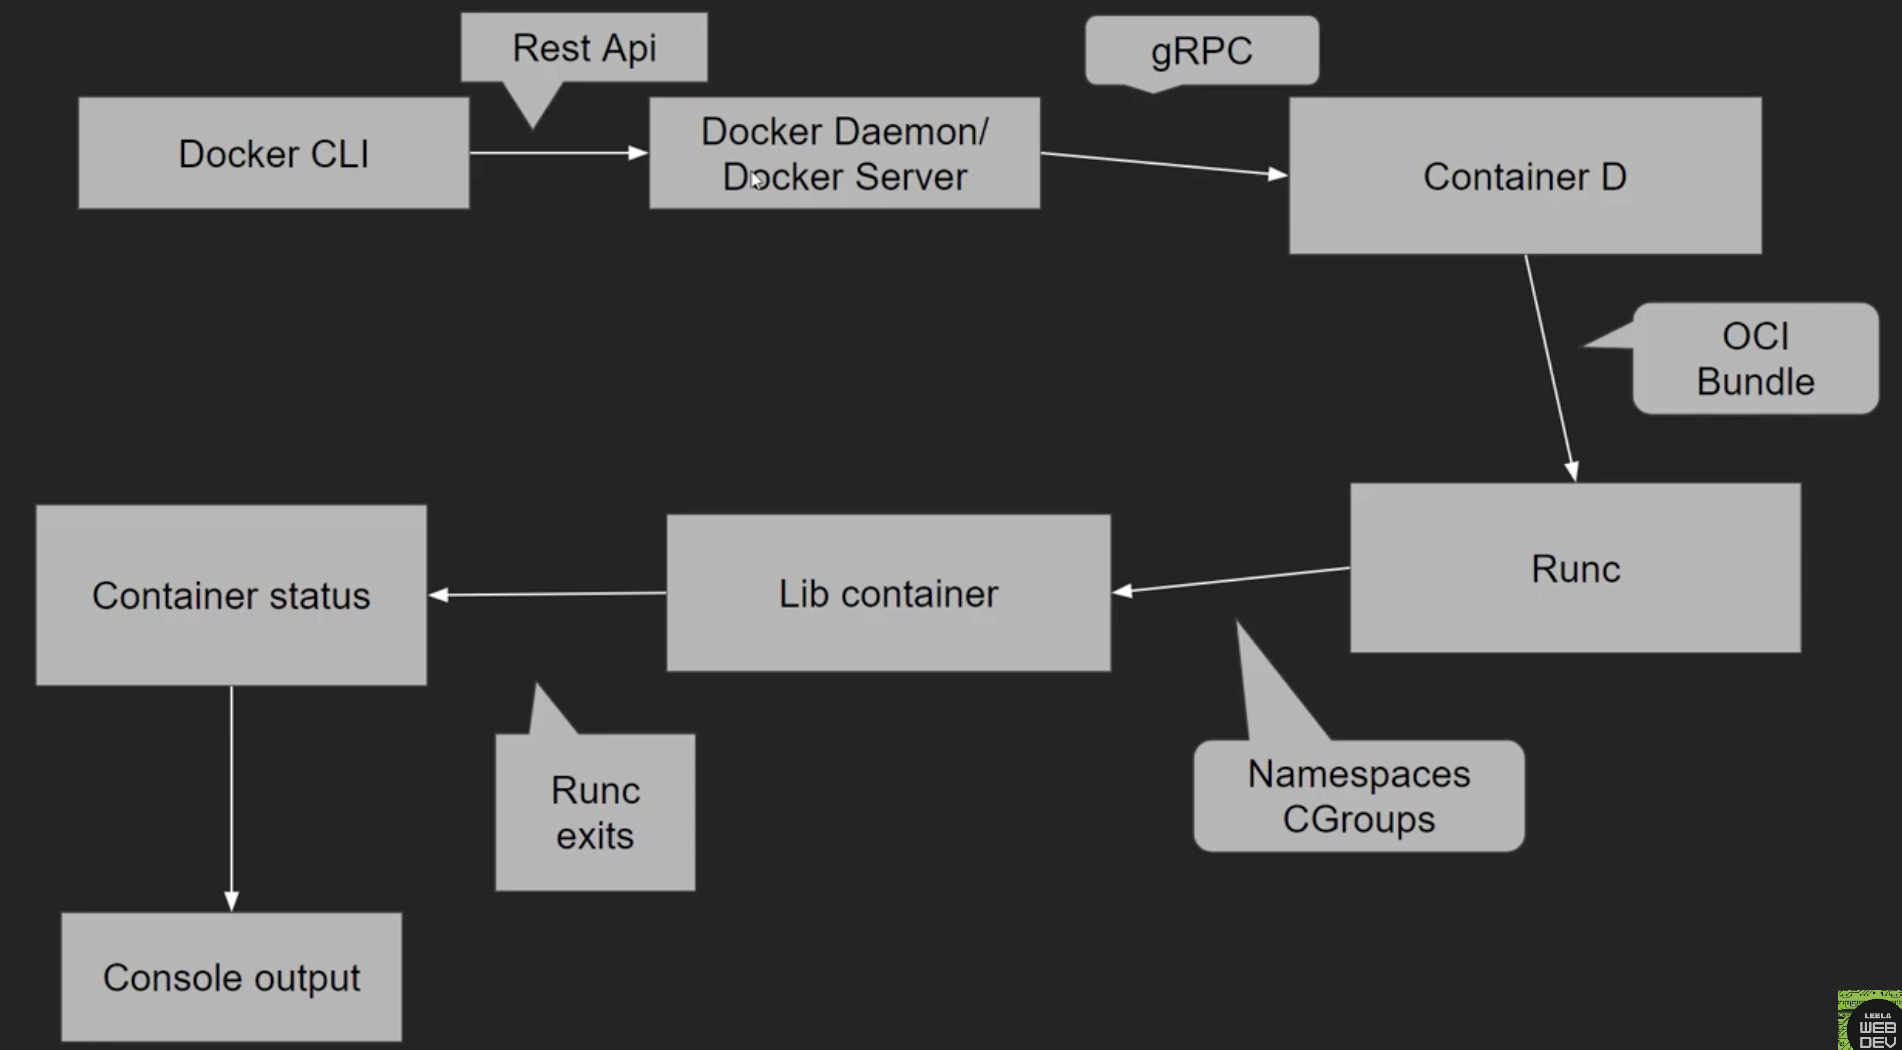 Rest Api
gRPC
Docker CLI
Docker Daemon/
Docker Server
Container D
OCI
Bundle
Container status
Lib container
Runc
Runc
exits
Namespaces
CGroups
Console output
LEELA
WEB
DEV